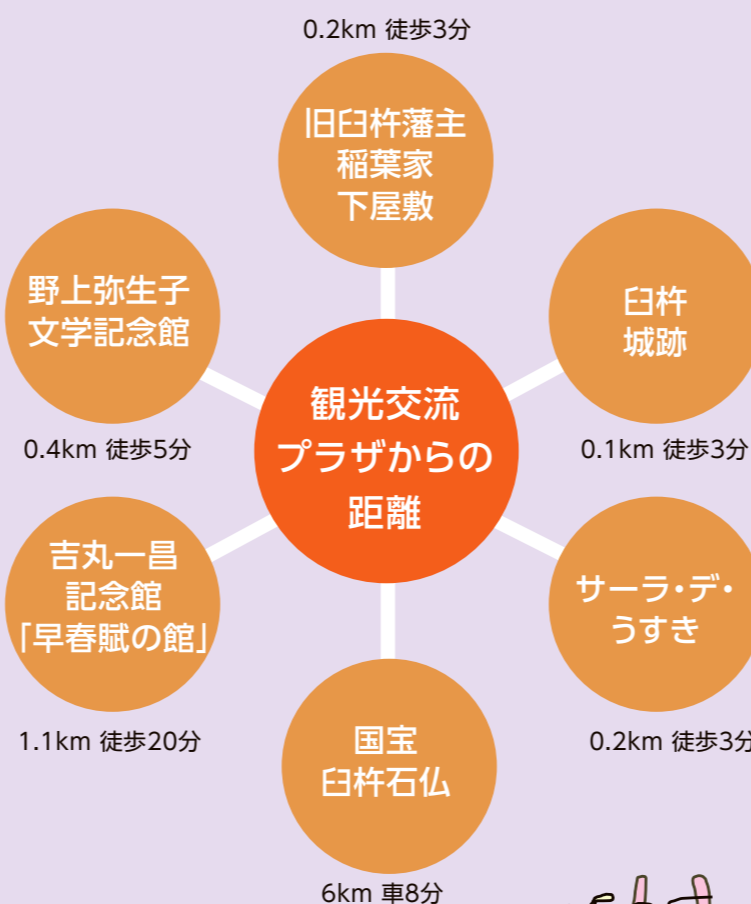 0.2km 徒歩3分
旧臼杵藩主
稲葉家
下屋敷
野上弥生子
文学記念館
0.4km 徒歩5分
臼杵
城跡
0.1km 徒歩3分
観光交流
プラザからの
距離
吉丸一昌
記念館
「早春賦の館」
1.1km 徒歩20分
サーラ・デ・
うすき
0.2km 徒歩3分
国宝
臼杵石仏
6km 車8分